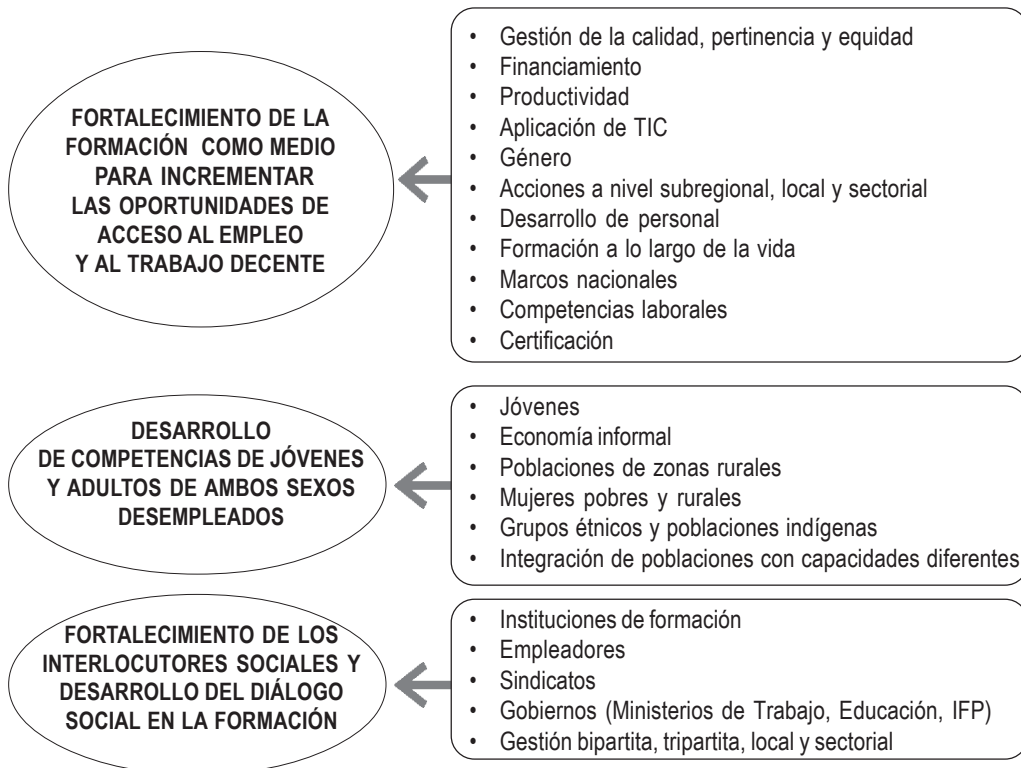 FORTALECIMIENTO DE LA
FORMACIÓN COMO MEDIO
PARA INCREMENTAR
LAS OPORTUNIDADES DE
ACCESO AL EMPLEO
Y AL TRABAJO DECENTE
• Gestión de la calidad, pertinencia y equidad
• Financiamiento
• Productividad
• Aplicación de TIC
• Género
• Acciones a nivel subregional, local y sectorial
• Desarrollo de personal
• Formación a lo largo de la vida
• Marcos nacionales
• Competencias laborales
• Certificación
DESARROLLO
DE COMPETENCIAS DE JÓVENES
Y ADULTOS DE AMBOS SEXOS
DESEMPLEADOS
• Jóvenes
• Economía informal
• Poblaciones de zonas rurales
• Mujeres pobres y rurales
• Grupos étnicos y poblaciones indígenas
• Integración de poblaciones con capacidades diferentes
FORTALECIMIENTO DE LOS
INTERLOCUTORES SOCIALES Y
DESARROLLO DEL DIÁLOGO
SOCIAL EN LA FORMACIÓN
• Instituciones de formación
• Empleadores
• Sindicatos
• Gobiernos (Ministerios de Trabajo, Educación, IFP)
• Gestión bipartita, tripartita, local y sectorial